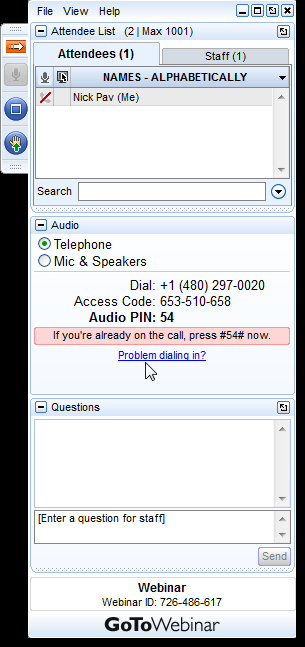 File View Help
Attendee List (2 | Max 1001)
Attendees (1) Staff (1)
NAMES - ALPHABETICALLY
Nick Pav (Me)
Search
Audio
Telephone
Mic & Speakers
Dial: +1 (480) 297-0020
Access Code: 653-510-658
Audio PIN: 54
If you're already on the call, press #54# now.
Problem dialing in?
Questions
[Enter a question for staff]
Send
Webinar
Webinar ID: 726-486-617
GoToWebinar